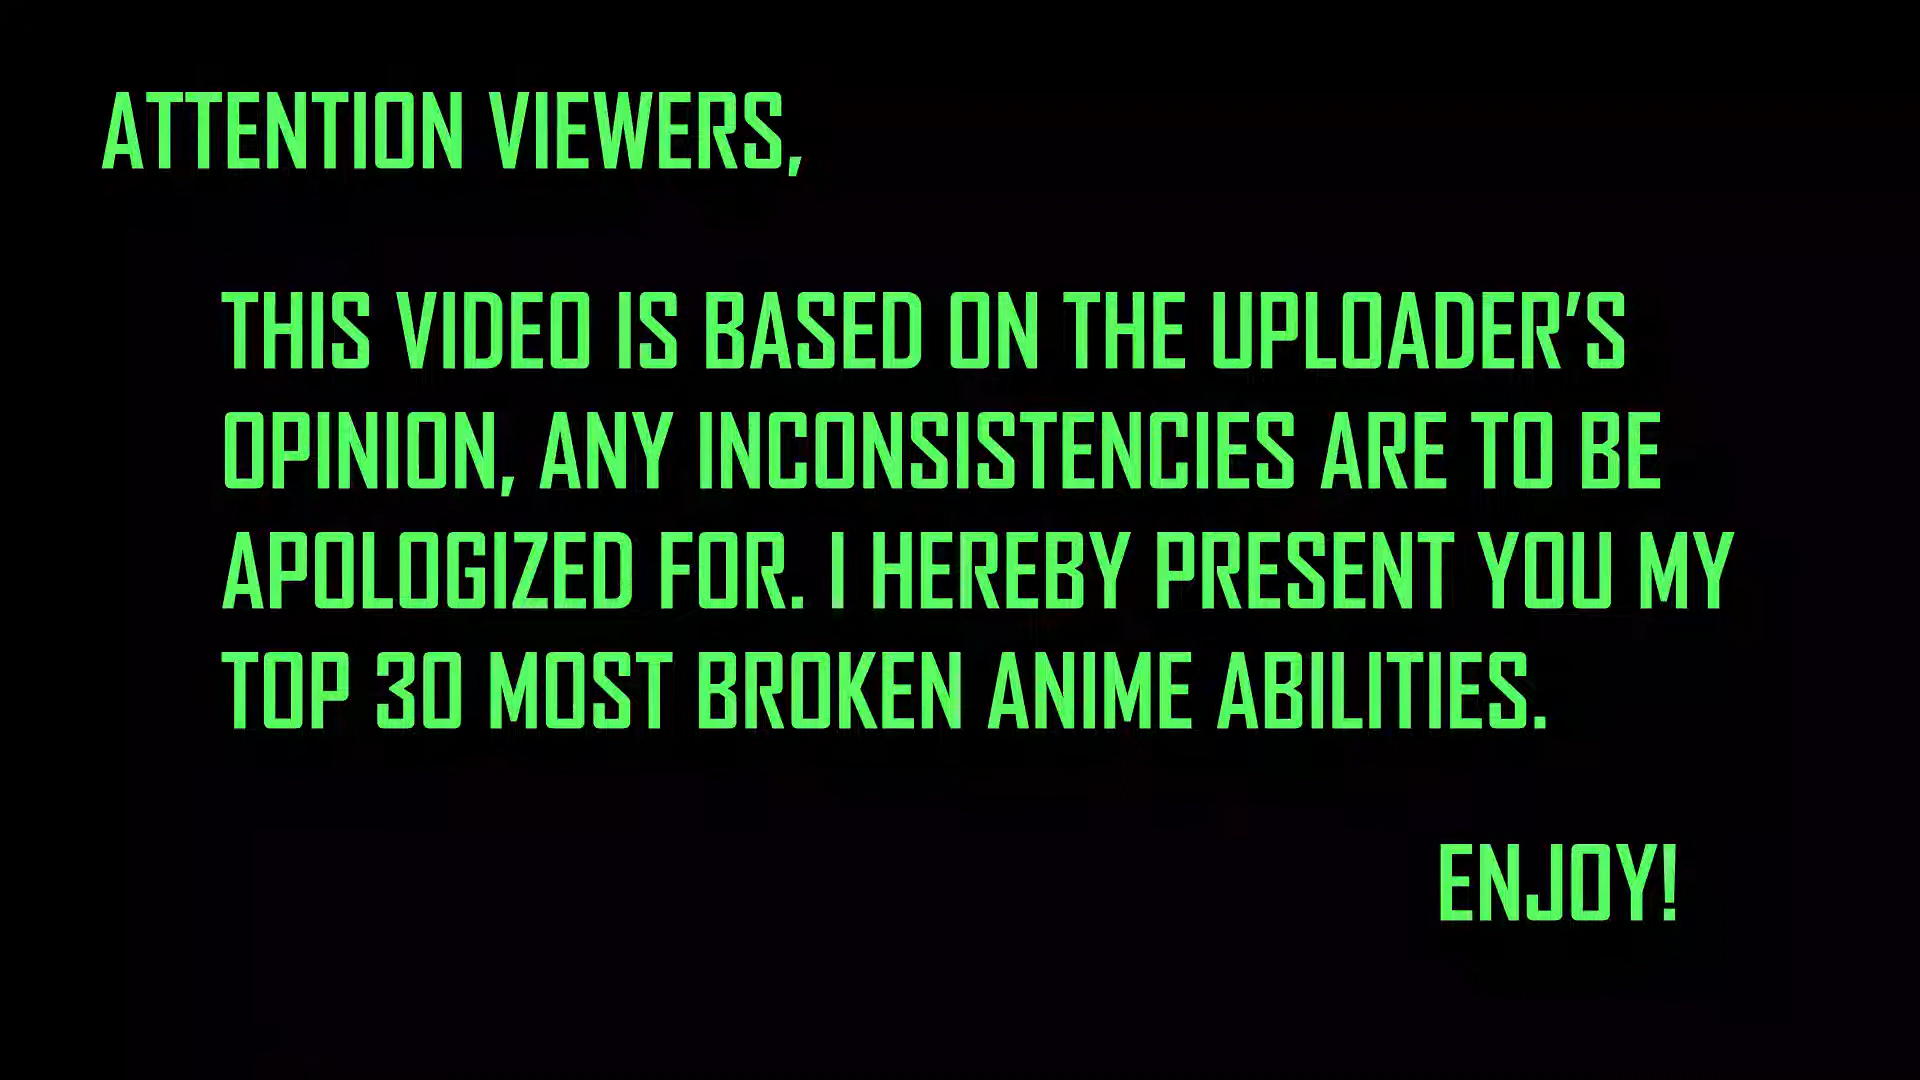 ATTENTION VIEWERS,
THIS VIDEO IS BASED ON THE UPLOADER'S
OPINION, ANY INCONSISTENCIES ARE TO BE
APOLOGIZED FOR. I HEREBY PRESENT YOU MY
TOP 30 MOST BROKEN ANIME ABILITIES.
ENJOY!